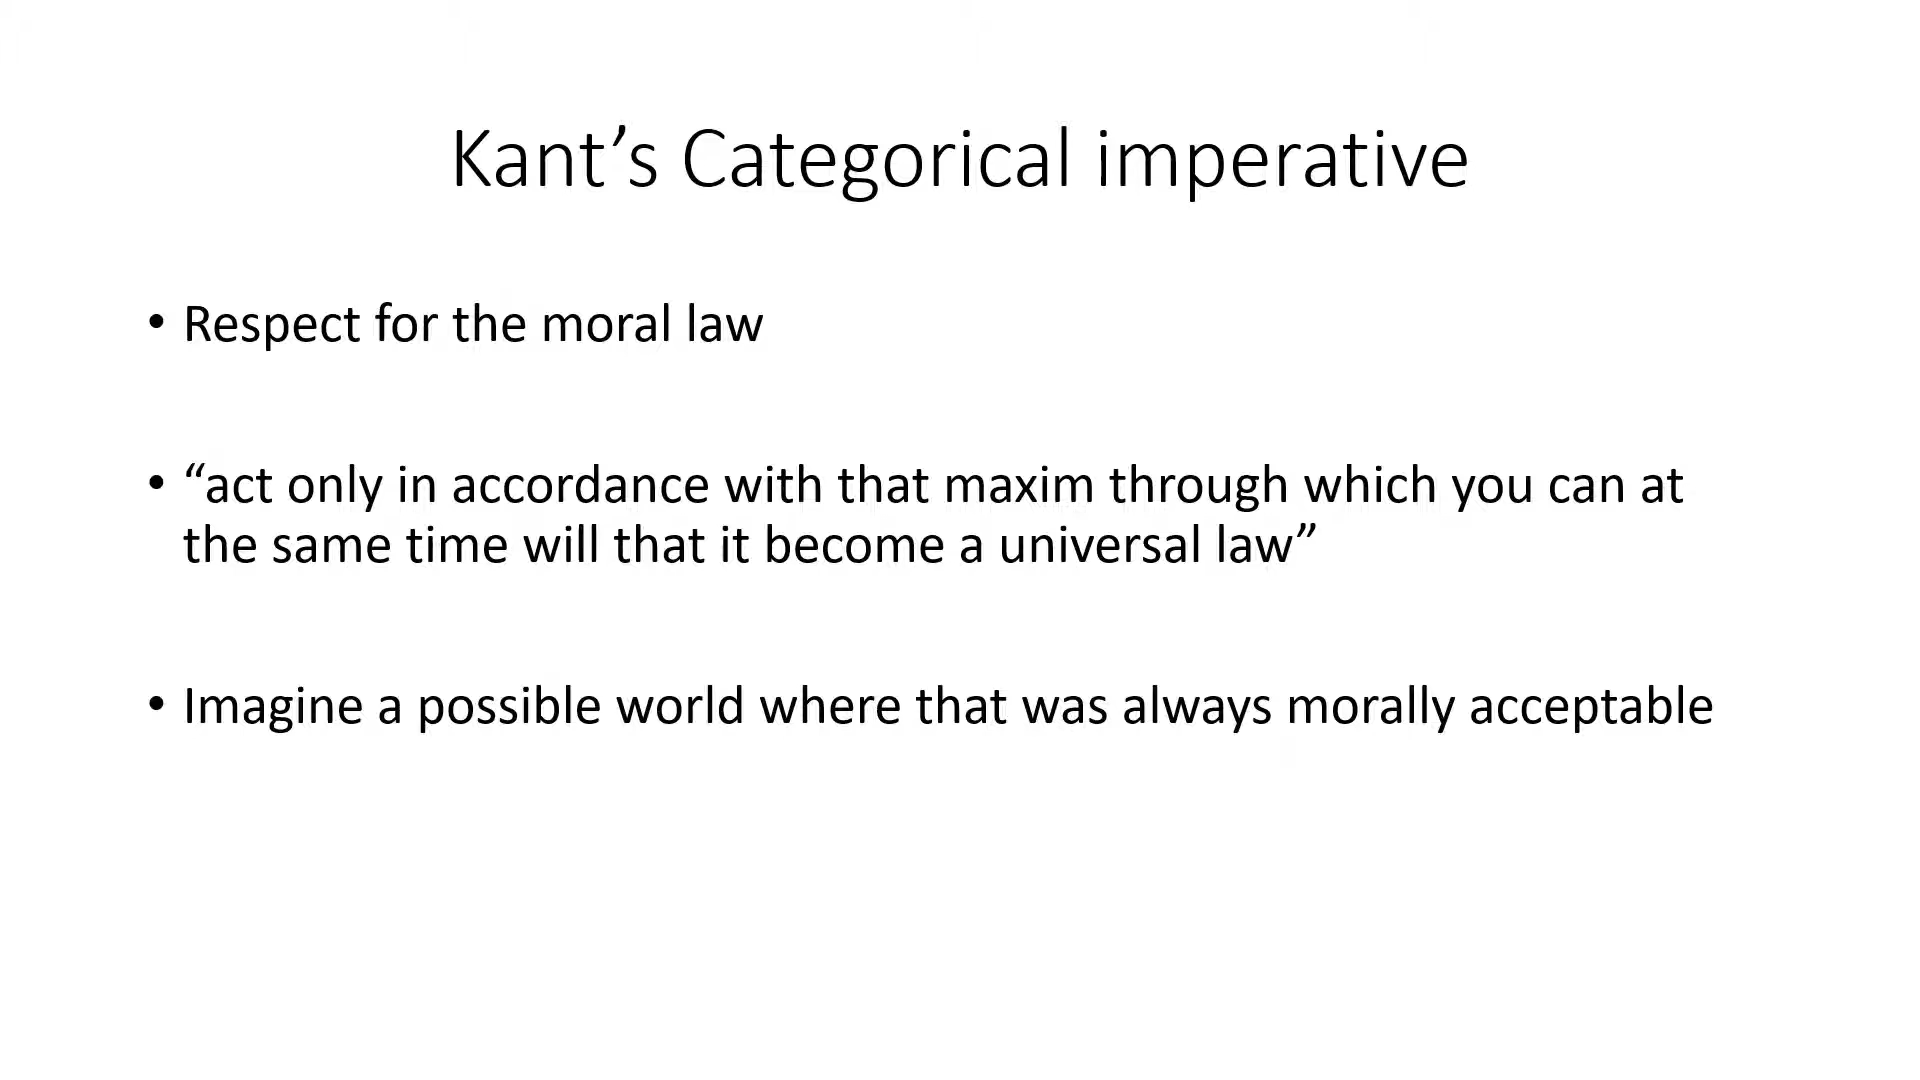 Kant’s Categorical imperative
• Respect for the moral law
• “act only in accordance with that maxim through which you can at
the same time will that it become a universal law”
• Imagine a possible world where that was always morally acceptable